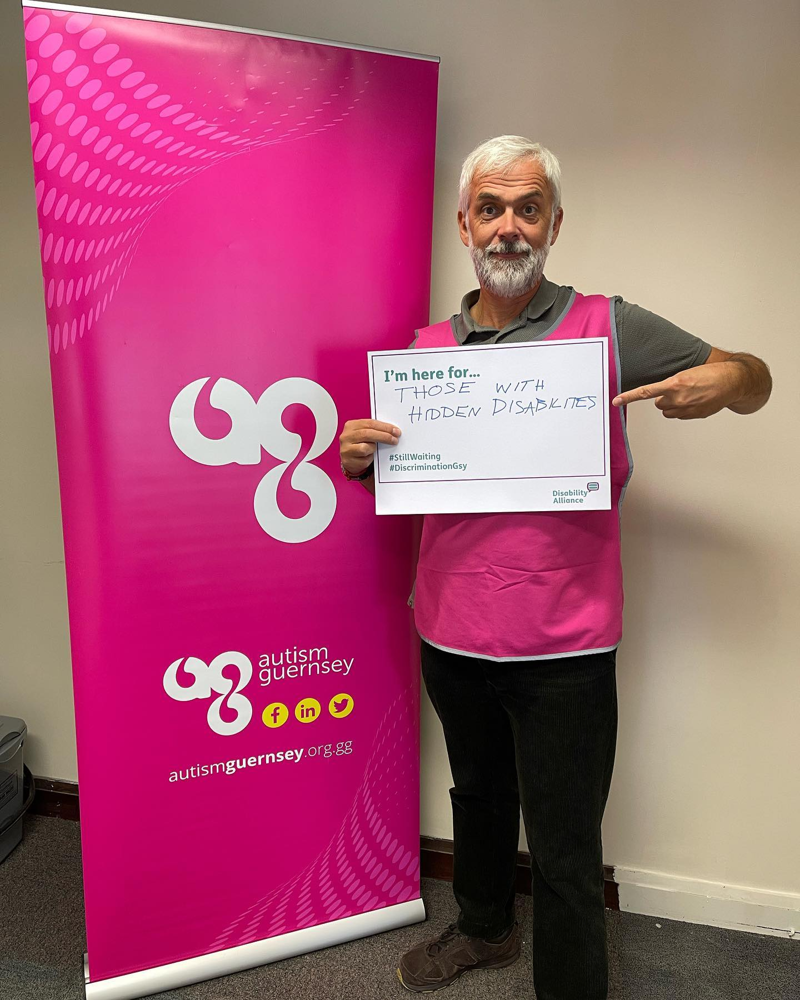 autism
guernsey
autismguernsey.org.gg
I'm here for...
THOSE WITH
HIDDEN DISABILITES
#StillWaiting
#DiscriminationGsy
Disability
Alliance